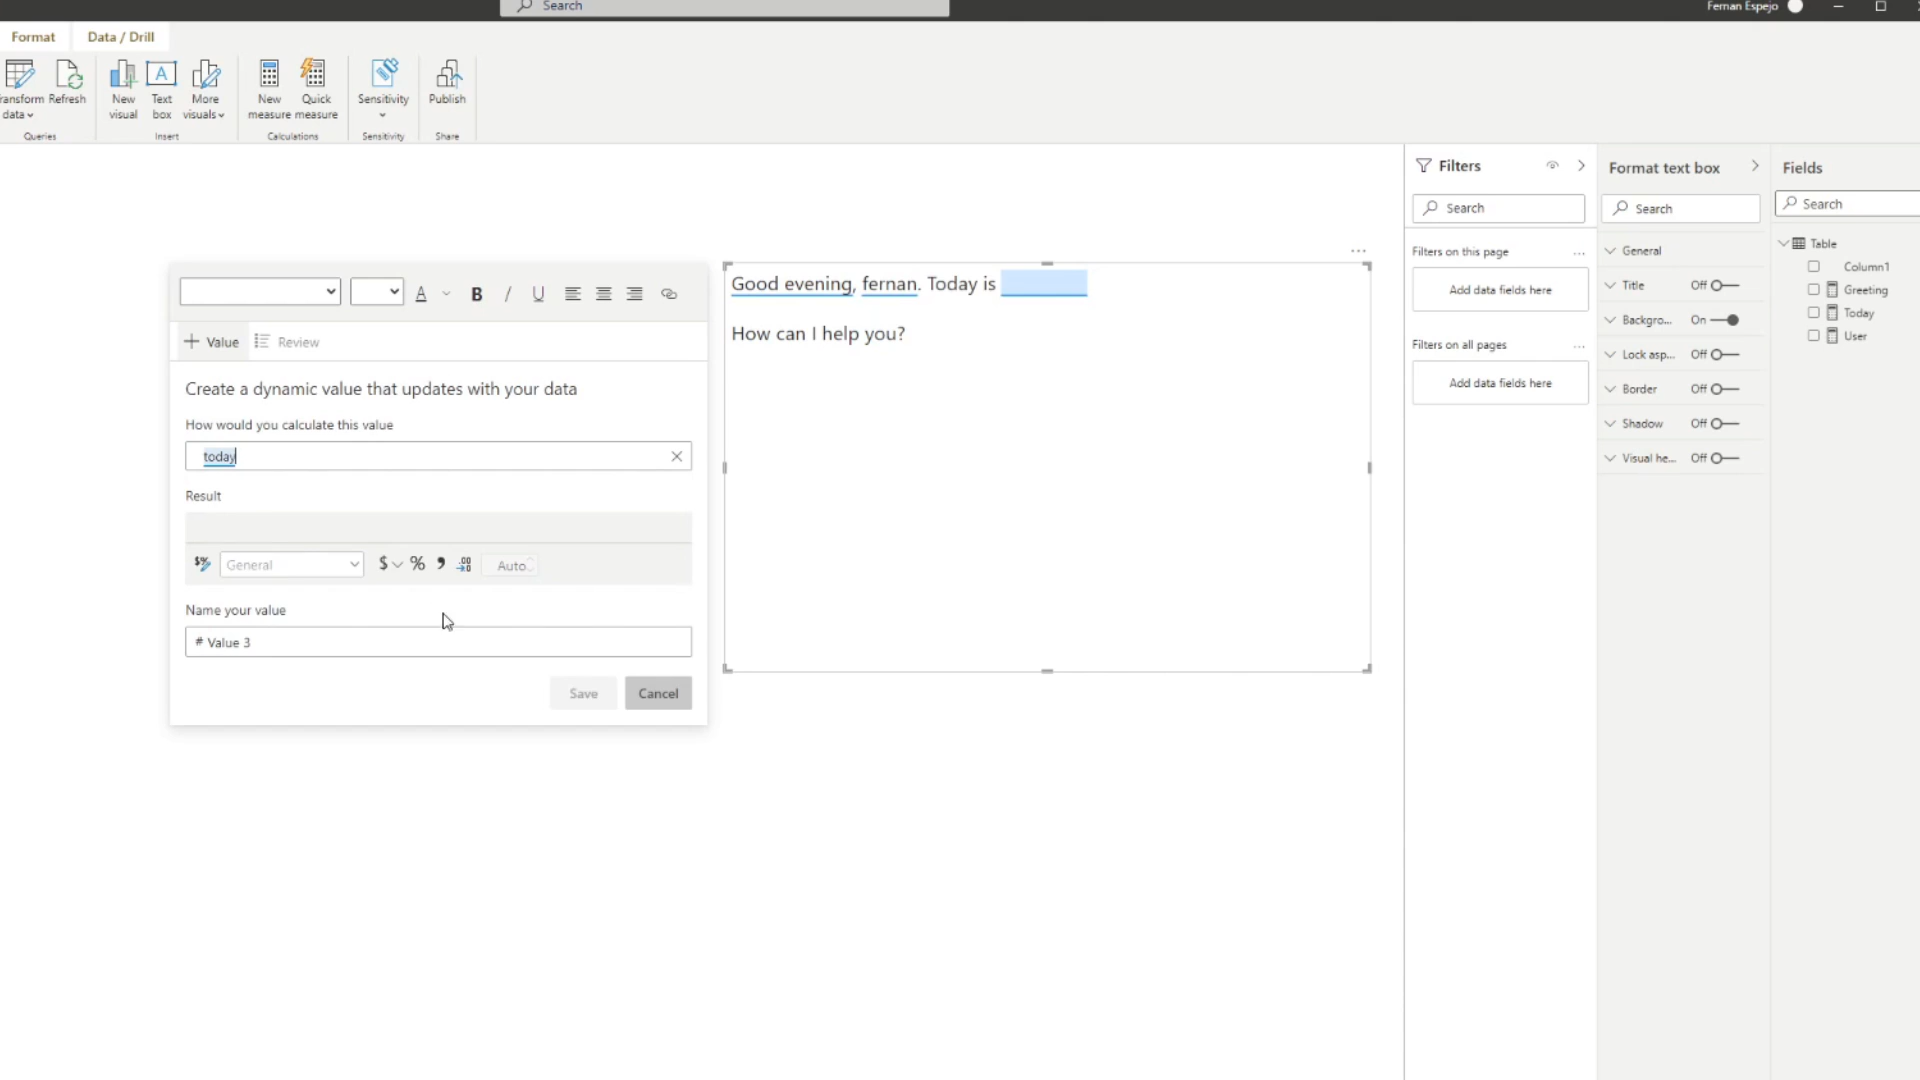 Search
Fernan Espejo
Format
Data / Drill
ransform data
Refresh
New visual
Text box
More visuals
New measure
Quick measure
Sensitivity
Publish
Queries
Insert
Calculations
Sensitivity
Share
Filters
Search
Filters on this page
...
Add data fields here
Filters on all pages
...
Add data fields here
Format text box
Search
General
Title Off
Backgro... On
Lock asp... Off
Border Off
Shadow Off
Visual he... Off
Fields
Search
Table
Column1
Greeting
Today
User
A B / U
Value
Review
Create a dynamic value that updates with your data
How would you calculate this value
today
Result
General
$ % , .00 Auto
Name your value
# Value 3
Save
Cancel
...
Good evening, fernan. Today is
How can I help you?